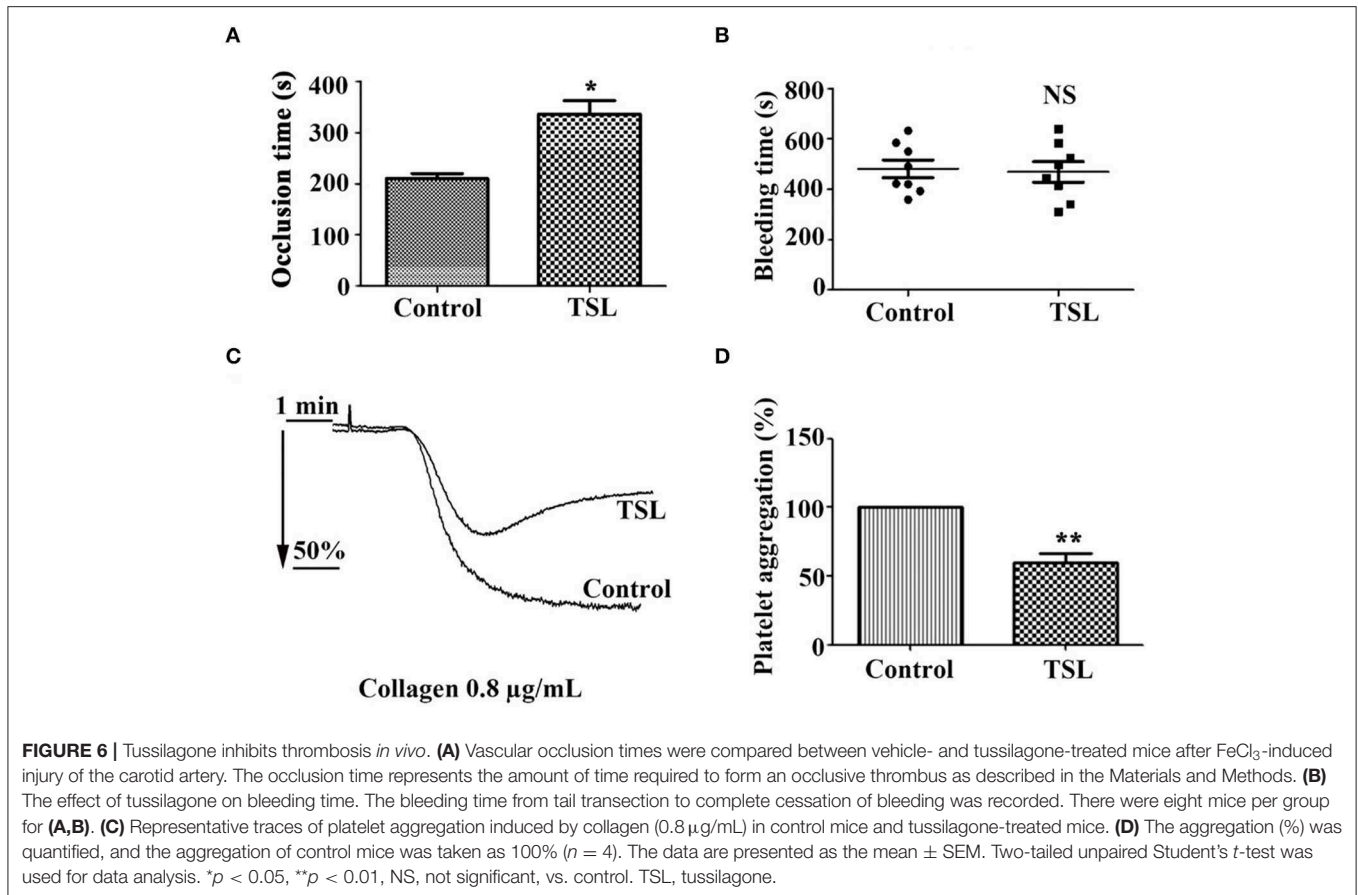 A
Occlusion time (s)
400
300
200
100
0
*
Control
TSL
B
Bleeding time (s)
800
600
400
200
0
NS
Control
TSL
C
1 min
50%
TSL
Control
Collagen 0.8 µg/mL
D
Platelet aggregation (%)
150
100
50
0
**
Control
TSL
FIGURE 6 | Tussilagone inhibits thrombosis in vivo. (A) Vascular occlusion times were compared between vehicle- and tussilagone-treated mice after FeCl₃-induced
injury of the carotid artery. The occlusion time represents the amount of time required to form an occlusive thrombus as described in the Materials and Methods. (B)
The effect of tussilagone on bleeding time. The bleeding time from tail transection to complete cessation of bleeding was recorded. There were eight mice per group
for (A,B). (C) Representative traces of platelet aggregation induced by collagen (0.8 µg/mL) in control mice and tussilagone-treated mice. (D) The aggregation (%) was
quantified, and the aggregation of control mice was taken as 100% (n = 4). The data are presented as the mean ± SEM. Two-tailed unpaired Student's t-test was
used for data analysis. *p < 0.05, **p < 0.01, NS, not significant, vs. control. TSL, tussilagone.